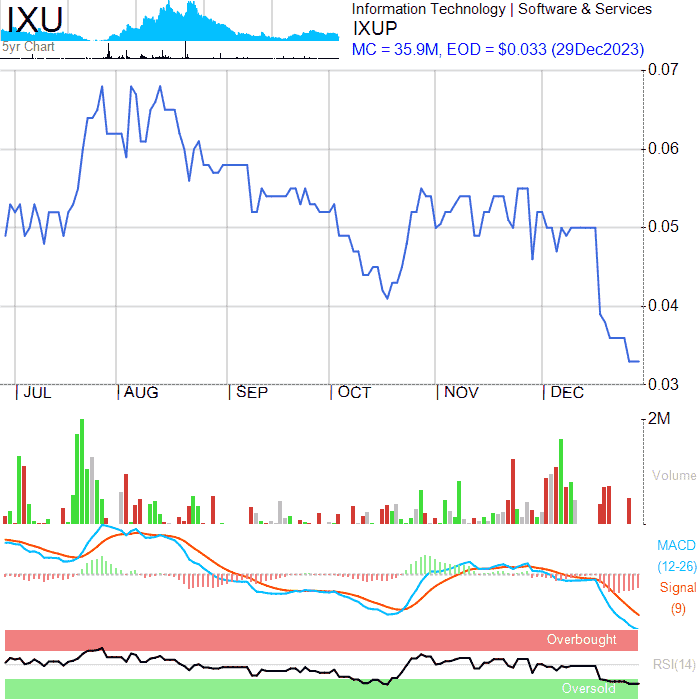 IXU
5yr Chart
Information Technology | Software & Services
IXUP
MC = 35.9M, EOD = $0.033 (29Dec2023)
0.07
0.06
0.05
0.04
0.03
JUL AUG SEP OCT NOV DEC
2M
Volume
MACD
(12-26)
Signal
(9)
Overbought
RSI(14)
Oversold